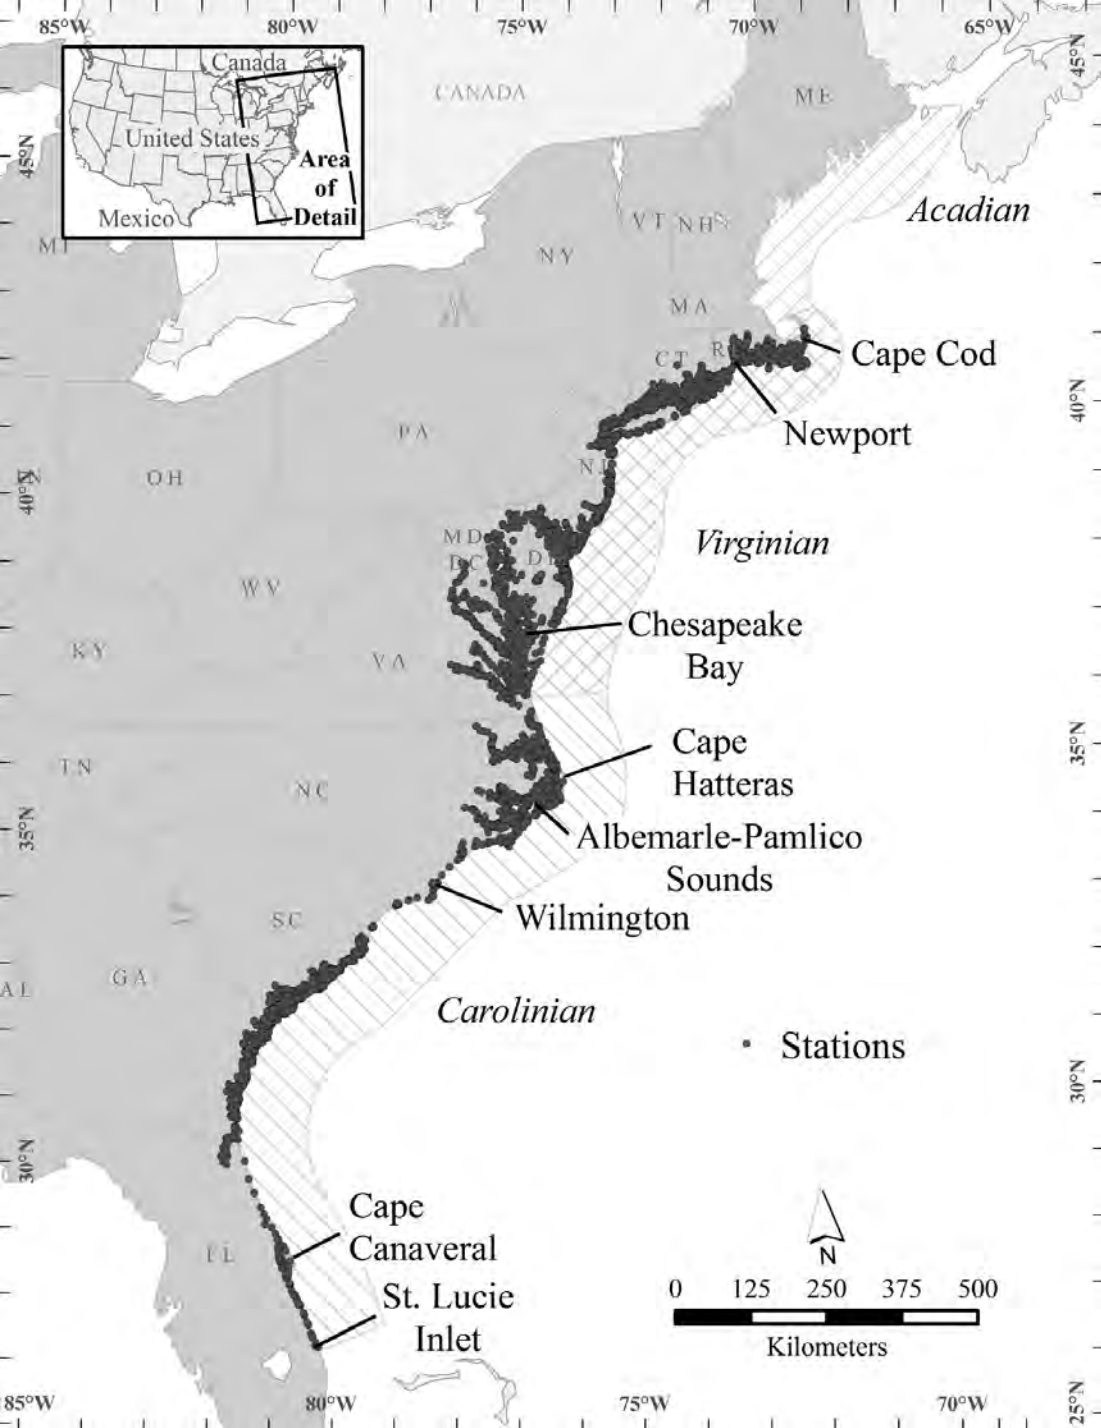 85°W
80°W
75°W
70°W
65°W
45°N
45°N
Canada
United States
Mexico
Area
of
Detail
CANADA
ME
Acadian
VT
NH
MI
NY
MA
CT
R
Cape Cod
40°N
Newport
PA
NJ
OH
40°N
Virginian
MD
DC
D
WV
Chesapeake
Bay
KY
VA
Cape
Hatteras
35°N
TN
NC
35°N
Albemarle-Pamlico
Sounds
Wilmington
SC
GA
AL
Carolinian
Stations
30°N
30°N
Cape
Canaveral
FL
N
St. Lucie
Inlet
0 125 250 375 500
Kilometers
85°W
80°W
75°W
70°W
25°N